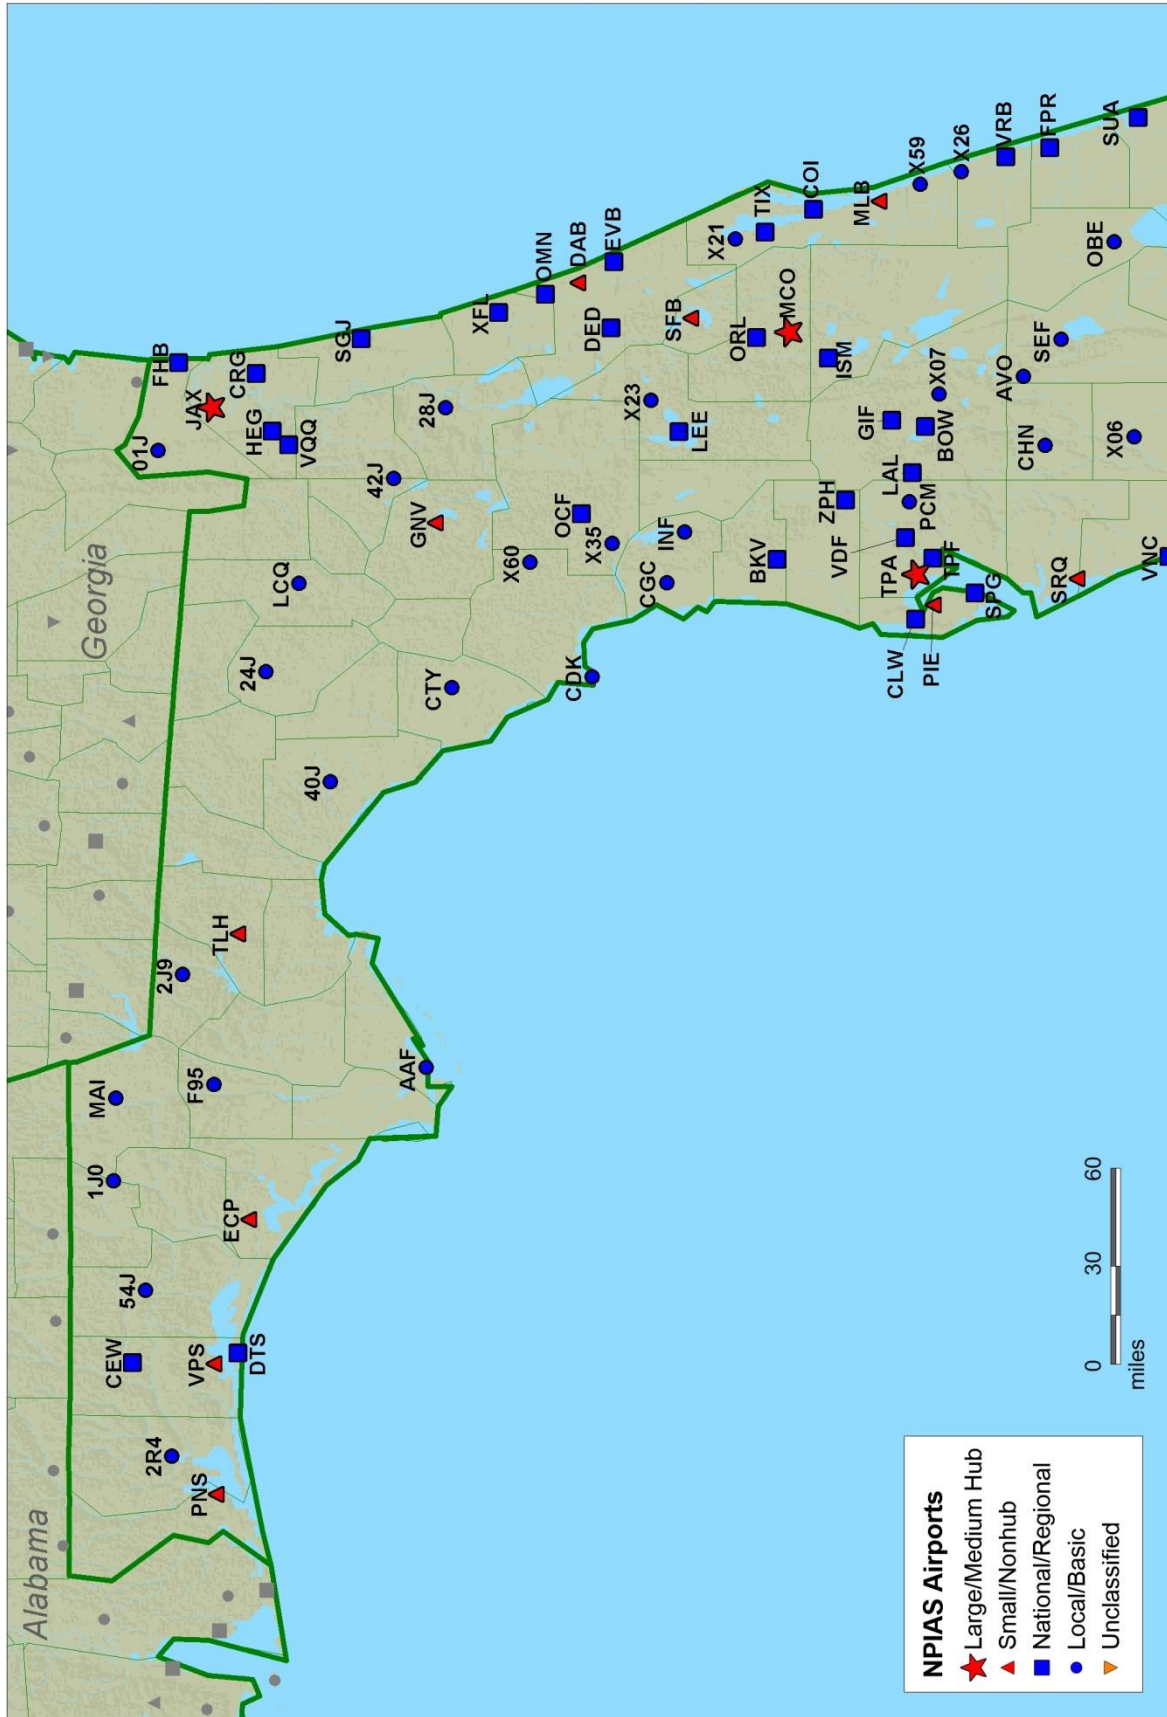 Alabama
Georgia
CEW
54J
1J0
MAI
2R4
PNS
VPS
DTS
ECP
F95
2J9
TLH
AAF
40J
24J
LCQ
CTY
CDK
01J
FHB
JAX
CRG
HEG
VQQ
SGJ
42J
28J
GNV
XFL
OMN
DAB
EVB
DED
X60
OCF
X35
CGC
INF
X23
LEE
SFB
X21
TIX
ORL
MCO
COI
BKV
ISM
ZPH
MLB
VDF
LAL
GIF
PCM
BOW
X07
X59
X26
TPA
TPF
CLW
PIE
SPG
VRB
FPR
AVO
SEF
CHN
SRQ
OBE
SUA
X06
VNC
NPIAS Airports
Large/Medium Hub
Small/Nonhub
National/Regional
Local/Basic
Unclassified
0 30 60
miles